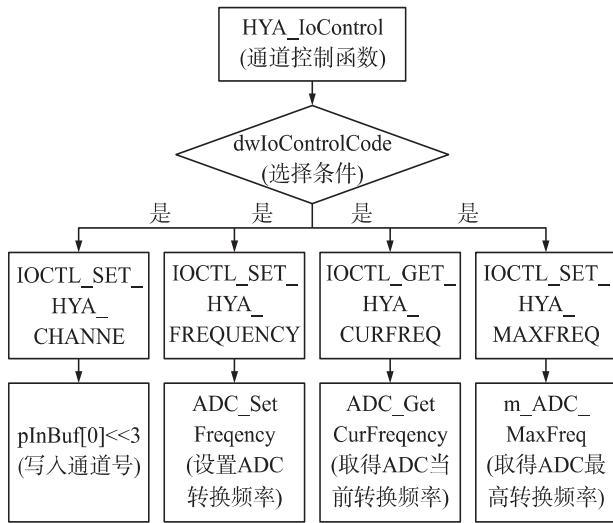 HYA_IoControl
(通道控制函数)
dwIoControlCode
(选择条件)
是
是
是
是
IOCTL_SET_
HYA_
CHANNE
IOCTL_SET_
HYA_
FREQUENCY
IOCTL_GET_
HYA_
CURFREQ
IOCTL_SET_
HYA_
MAXFREQ
pInBuf[0]<<3
(写入通道号)
ADC_Set
Freqency
(设置ADC
转换频率)
ADC_Get
CurFreqency
(取得ADC当
前转换频率)
m_ADC_
MaxFreq
(取得ADC最
高转换频率)